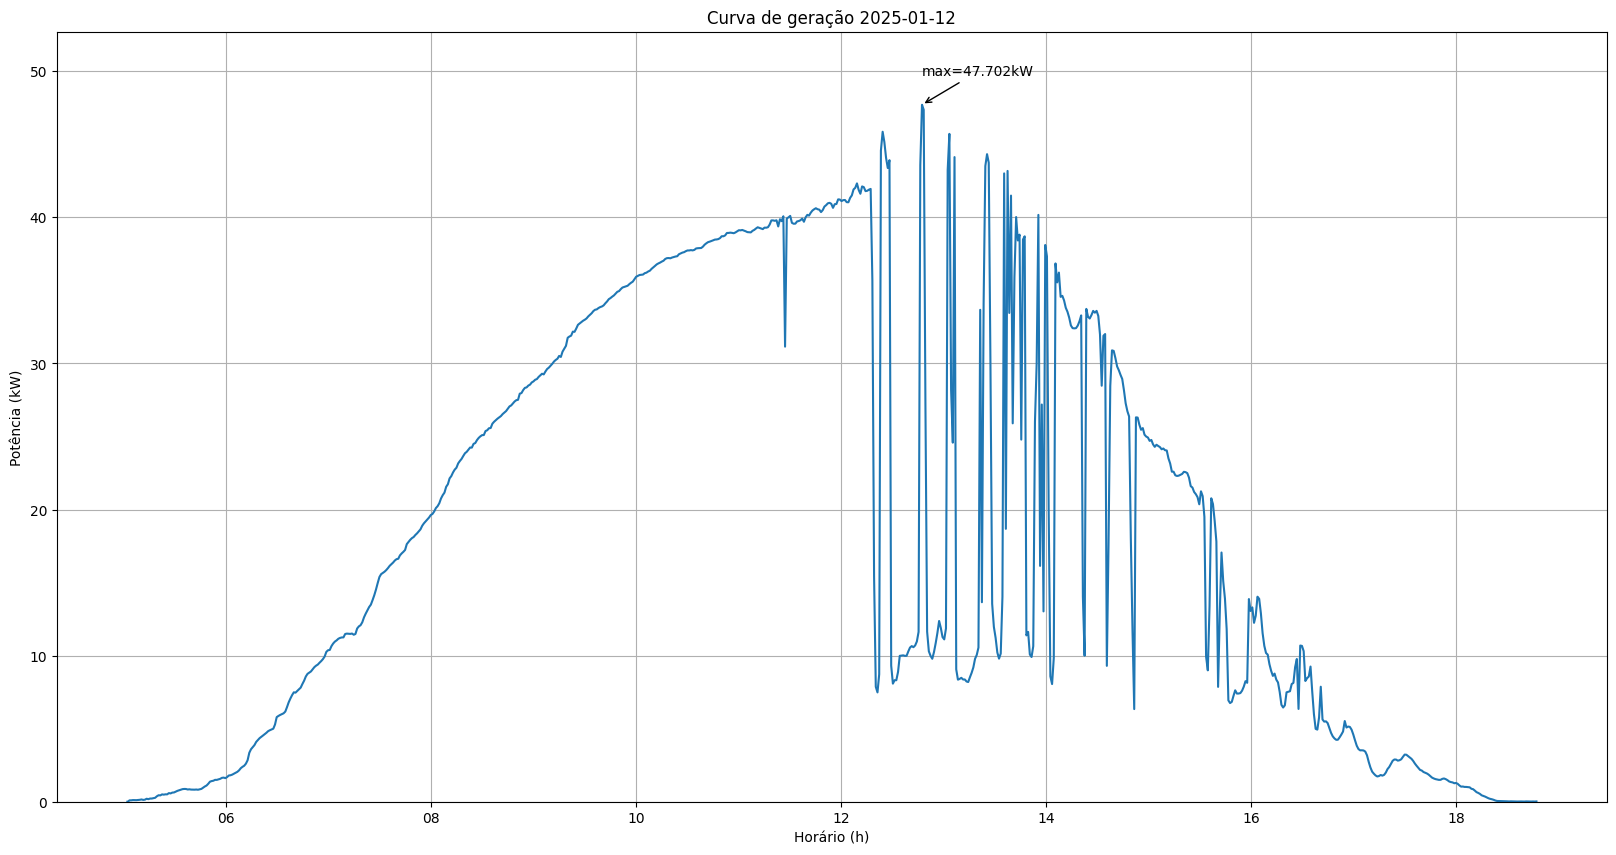 Curva de geração 2025-01-12
max=47.702kW
50
40
30
20
10
0
Potência (kW)
06 08 10 12 14 16 18
Horário (h)